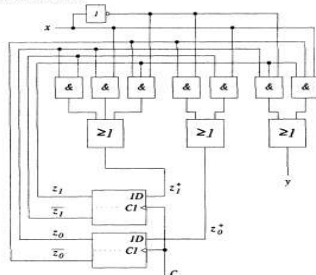 1
x
& & & & & & &
≥1 ≥1 ≥1
y
z₁ 1D z₁⁺
z̅₁ C1
z₀ 1D z₀⁺
z̅₀ C1
C